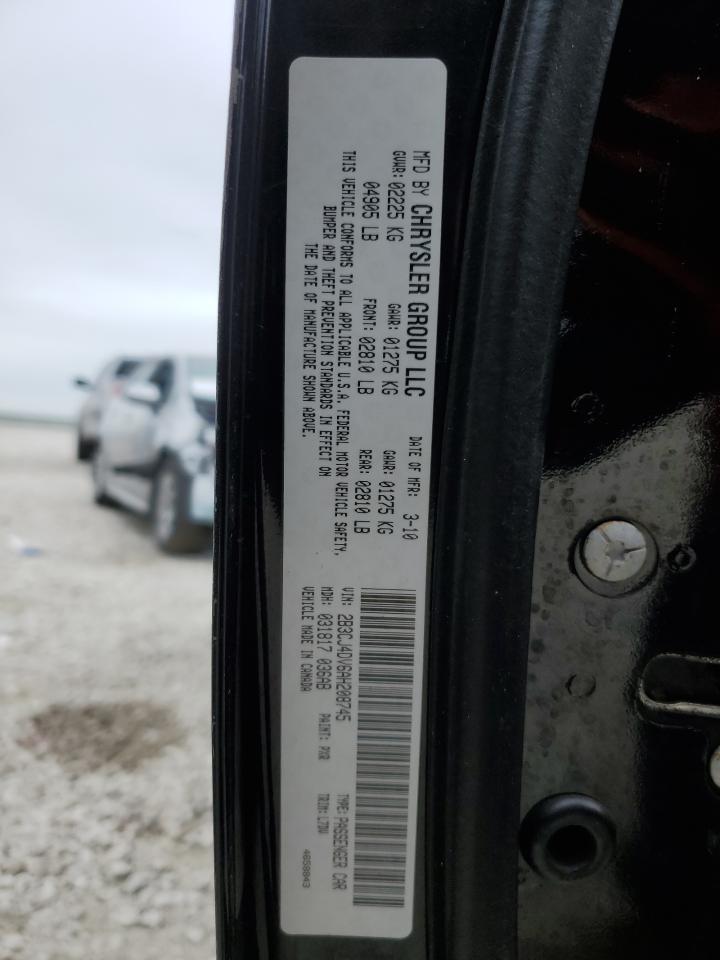 MFD BY CHRYSLER GROUP LLC DATE OF MFR: 3-10
GVWR: 02225 KG GAWR: 01275 KG GAWR: 01275 KG
04905 LB FRONT: 02810 LB REAR: 02810 LB
THIS VEHICLE CONFORMS TO ALL APPLICABLE U.S.A. FEDERAL MOTOR VEHICLE SAFETY,
BUMPER AND THEFT PREVENTION STANDARDS IN EFFECT ON
THE DATE OF MANUFACTURE SHOWN ABOVE.
VIN: 2B3CJ4DV6AH208745 TYPE: PASSENGER CAR
MDH: 031817 036AB PAINT: PXR TRIM: L7DV
VEHICLE MADE IN CANADA 4658843